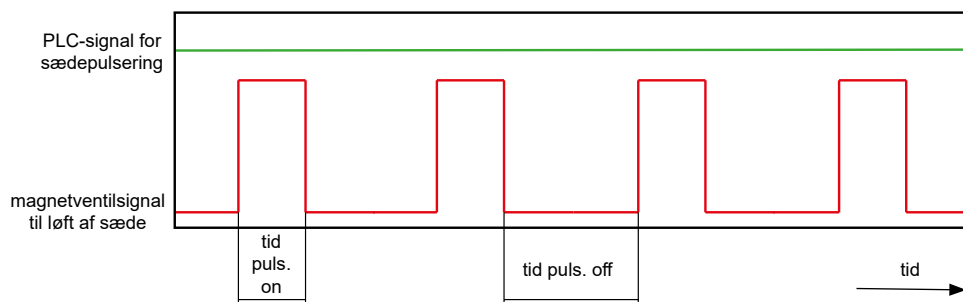 PLC-signal for
sædepulsering
magnetventilsignal
til løft af sæde
tid
puls.
on
tid puls. off
tid